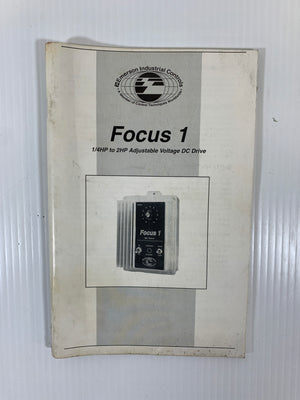 Emerson Industrial Controls
Focus 1
1/4HP to 2HP Adjustable Voltage DC Drive
Focus 1